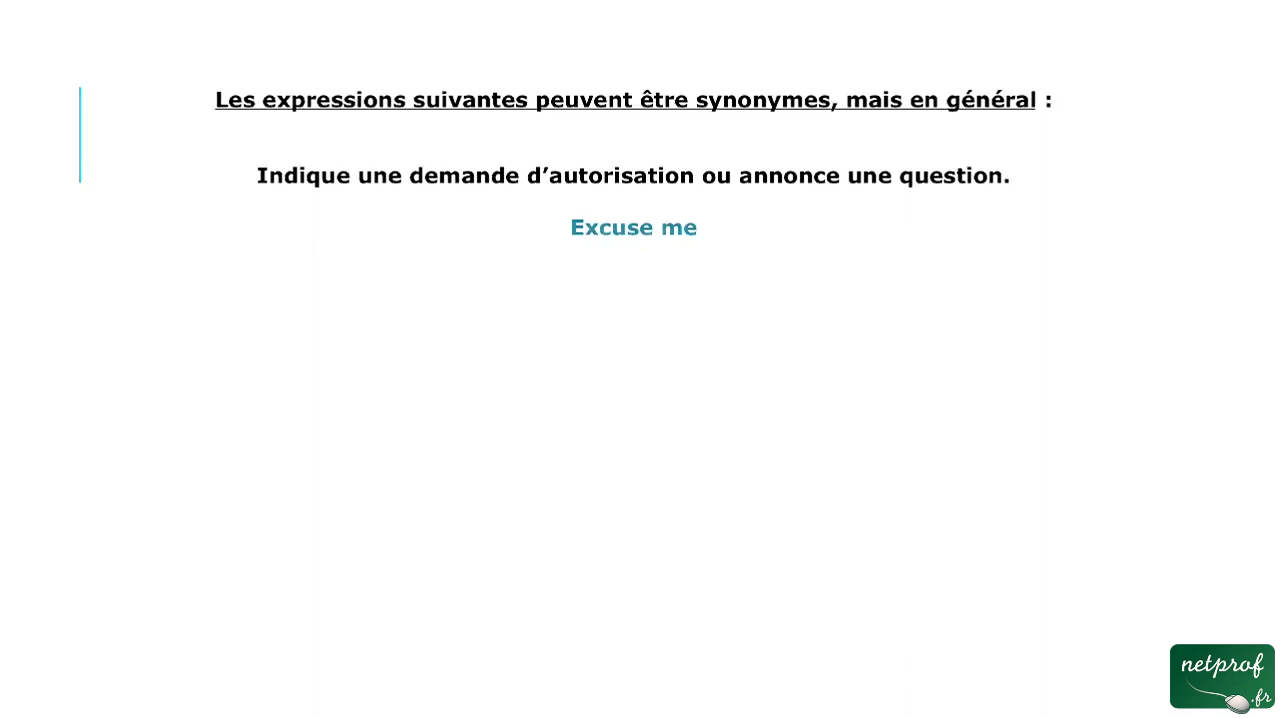 Les expressions suivantes peuvent être synonymes, mais en général :
Indique une demande d’autorisation ou annonce une question.
Excuse me
netprof
.fr